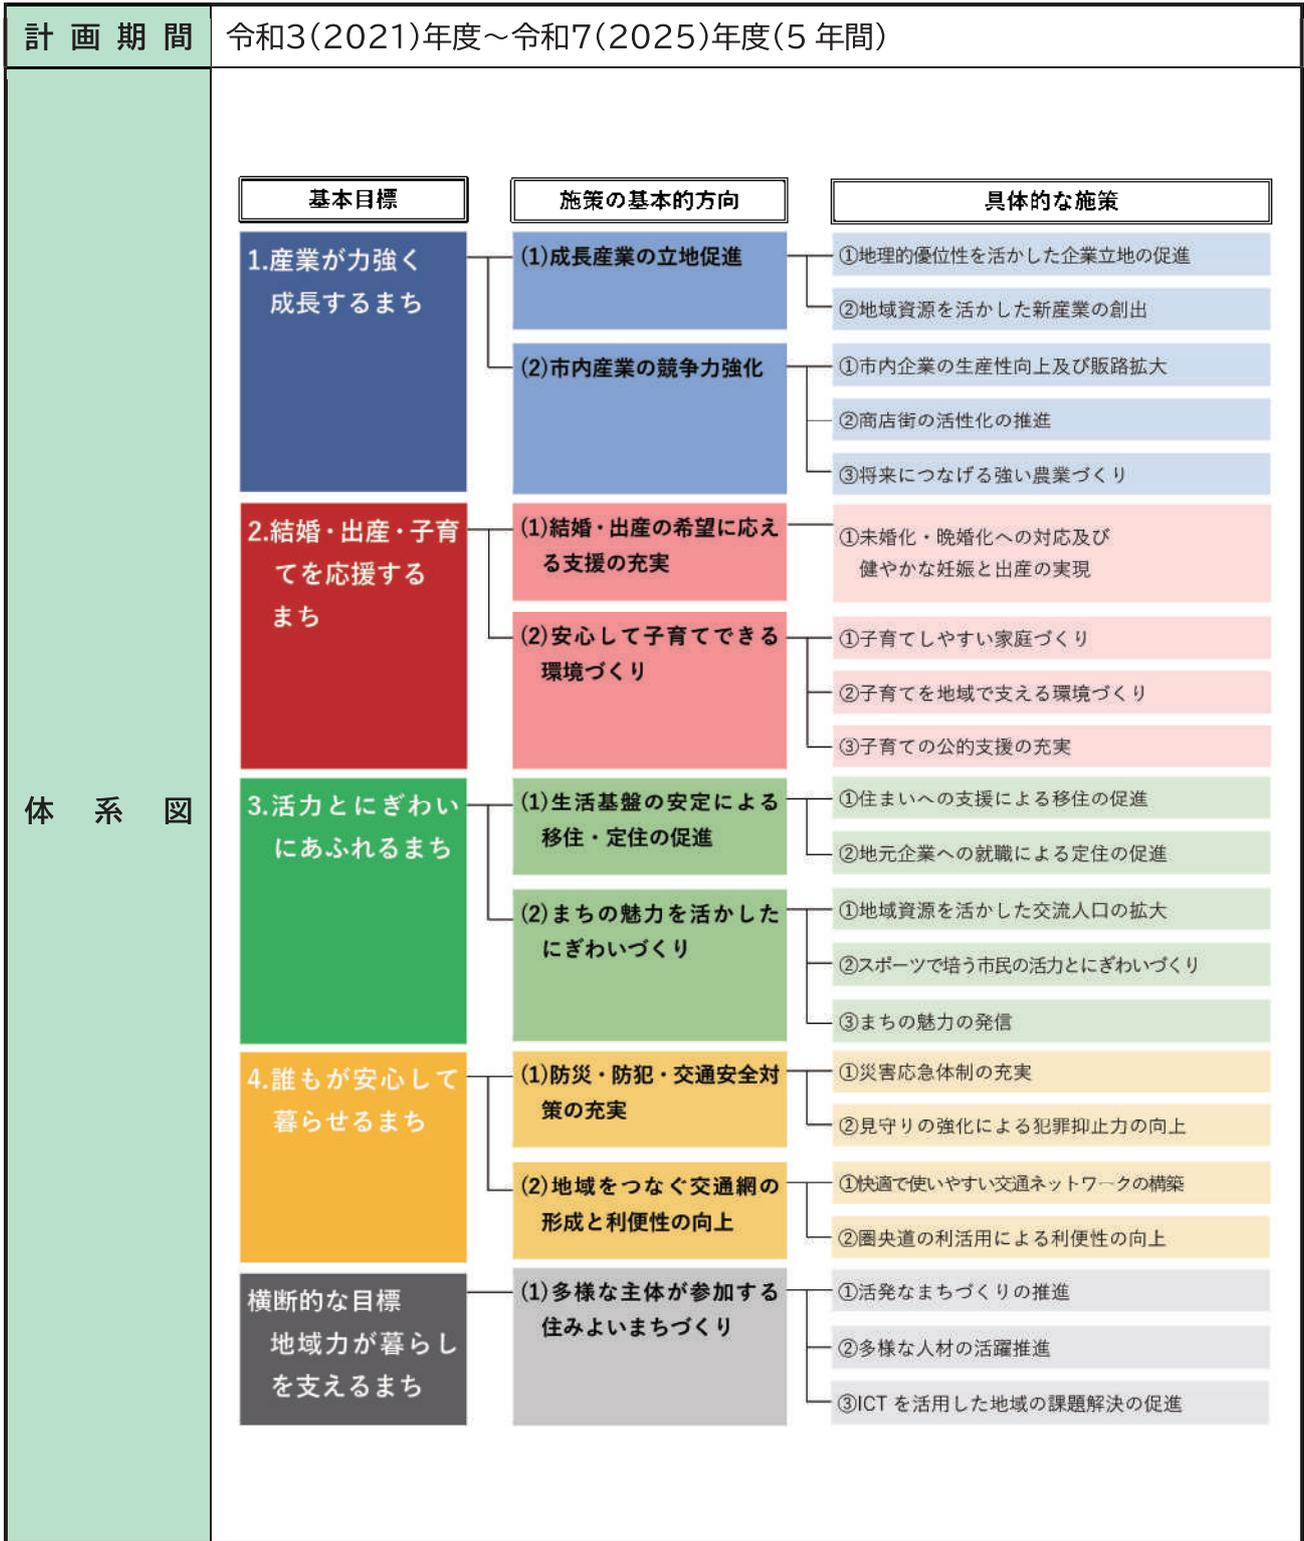 計画期間
令和3(2021)年度～令和7(2025)年度(5 年間)
体系図
基本目標
施策の基本的方向
具体的な施策
1.産業が力強く
成長するまち
(1)成長産業の立地促進
①地理的優位性を活かした企業立地の促進
②地域資源を活かした新産業の創出
(2)市内産業の競争力強化
①市内企業の生産性向上及び販路拡大
②商店街の活性化の推進
③将来につなげる強い農業づくり
2.結婚・出産・子育
てを応援する
まち
(1)結婚・出産の希望に応え
る支援の充実
①未婚化・晩婚化への対応及び
健やかな妊娠と出産の実現
(2)安心して子育てできる
環境づくり
①子育てしやすい家庭づくり
②子育てを地域で支える環境づくり
③子育ての公的支援の充実
3.活力とにぎわい
にあふれるまち
(1)生活基盤の安定による
移住・定住の促進
①住まいへの支援による移住の促進
②地元企業への就職による定住の促進
(2)まちの魅力を活かした
にぎわいづくり
①地域資源を活かした交流人口の拡大
②スポーツで培う市民の活力とにぎわいづくり
③まちの魅力の発信
4.誰もが安心して
暮らせるまち
(1)防災・防犯・交通安全対
策の充実
①災害応急体制の充実
②見守りの強化による犯罪抑止力の向上
(2)地域をつなぐ交通網の
形成と利便性の向上
①快適で使いやすい交通ネットワークの構築
②圏央道の利活用による利便性の向上
横断的な目標
地域力が暮らし
を支えるまち
(1)多様な主体が参加する
住みよいまちづくり
①活発なまちづくりの推進
②多様な人材の活躍推進
③ICT を活用した地域の課題解決の促進